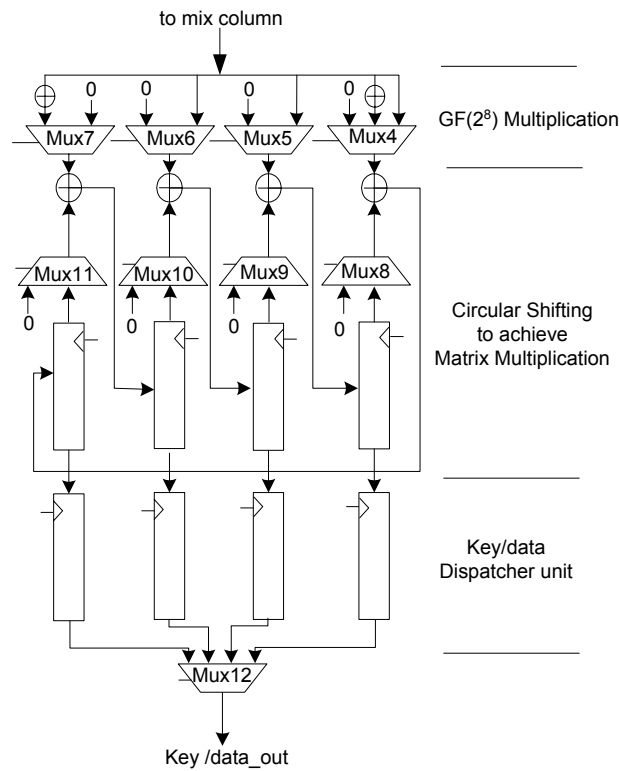 to mix column
0 0 0 0
GF(2⁸) Multiplication
Mux7 Mux6 Mux5 Mux4
Mux11 Mux10 Mux9 Mux8
0 0 0 0
Circular Shifting
to achieve
Matrix Multiplication
Key/data
Dispatcher unit
Mux12
Key /data_out